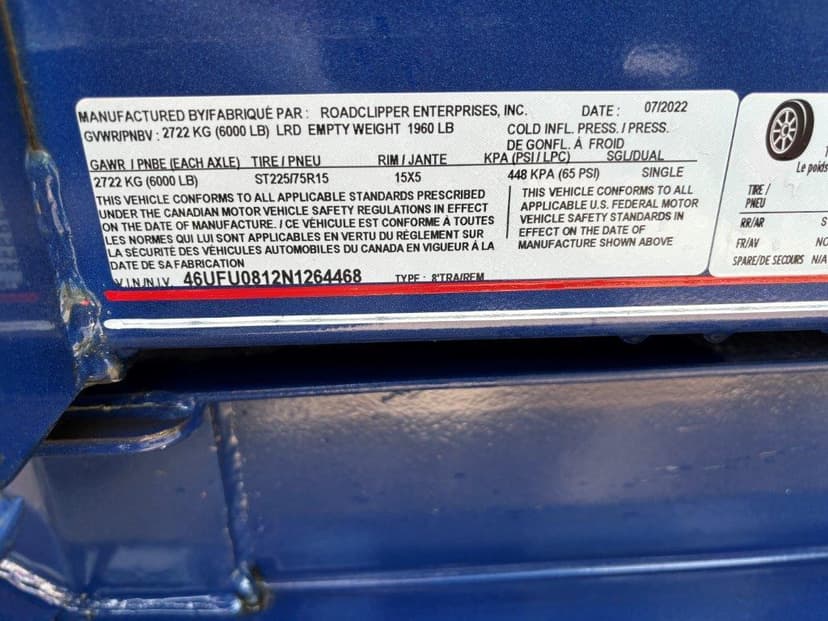 MANUFACTURED BY/FABRIQUÉ PAR : ROADCLIPPER ENTERPRISES, INC. DATE : 07/2022
GVWR/PNBV : 2722 KG (6000 LB) LRD EMPTY WEIGHT 1960 LB
COLD INFL. PRESS. / PRESS.
DE GONFL. À FROID
GAWR / PNBE (EACH AXLE) TIRE / PNEU RIM / JANTE KPA (PSI / LPC) SGL/DUAL
2722 KG (6000 LB) ST225/75R15 15X5 448 KPA (65 PSI) SINGLE
THIS VEHICLE CONFORMS TO ALL APPLICABLE STANDARDS PRESCRIBED
UNDER THE CANADIAN MOTOR VEHICLE SAFETY REGULATIONS IN EFFECT
ON THE DATE OF MANUFACTURE. / CE VÉHICULE EST CONFORME À TOUTES
LES NORMES QUI LUI SONT APPLICABLES EN VERTU DU RÉGLEMENT SUR
LA SÉCURITÉ DES VÉHICULES AUTOMOBILES DU CANADA EN VIGUEUR À LA
DATE DE SA FABRICATION
THIS VEHICLE CONFORMS TO ALL
APPLICABLE U.S. FEDERAL MOTOR
VEHICLE SAFETY STANDARDS IN
EFFECT ON THE DATE OF
MANUFACTURE SHOWN ABOVE
V.I.N/N.I.V. 46UFU0812N1264468 TYPE : 8'TRA/REM
Le poids
TIRE /
PNEU
RR/AR
FR/AV
SPARE/DE SECOURS N/A